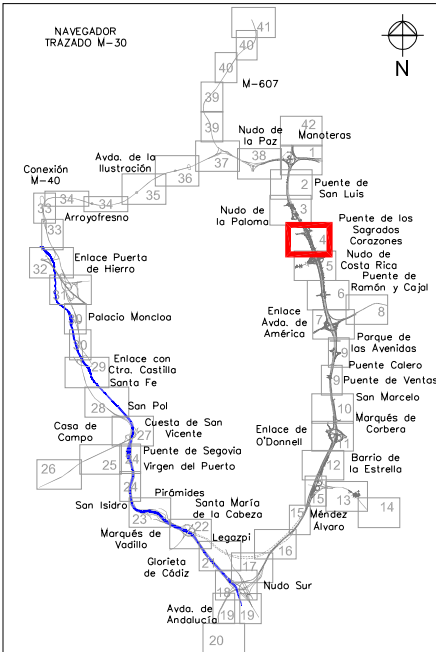 41
NAVEGADOR
TRAZADO M-30
N
40
40
M-607
39
39
42
Manoteras
Nudo de
la Paz
1
38
37
Avda. de la
Ilustración
36
35
2
Puente de
San Luis
Conexión
M-40
34
34
33
Arroyofresno
3
Nudo de
la Paloma
Puente de los
Sagrados
Corazones
4
33
32
Enlace Puerta
de Hierro
5
Nudo de
Costa Rica
Puente de
Ramón y Cajal
31
6
8
Enlace
Avda. de
América
7
30
Palacio Moncloa
30
Parque de
las Avenidas
9
Puente Calero
Enlace con
Ctra. Castilla
29
Santa Fe
9
Puente de Ventas
28
San Pol
San Marcelo
10
Marqués de
Corbera
Cuesta de San
Vicente
27
Casa de
Campo
Enlace de
O'Donnell
11
Puente de Segovia
24
25
26
Virgen del Puerto
Barrio de
la Estrella
12
24
Pirámides
San Isidro
23
Santa María
de la Cabeza
22
15
13
14
Méndez
Álvaro
15
Marqués de
Vadillo
Legazpi
16
Glorieta
de Cádiz
21
17
18
Nudo Sur
Avda. de
Andalucía
19
19
20